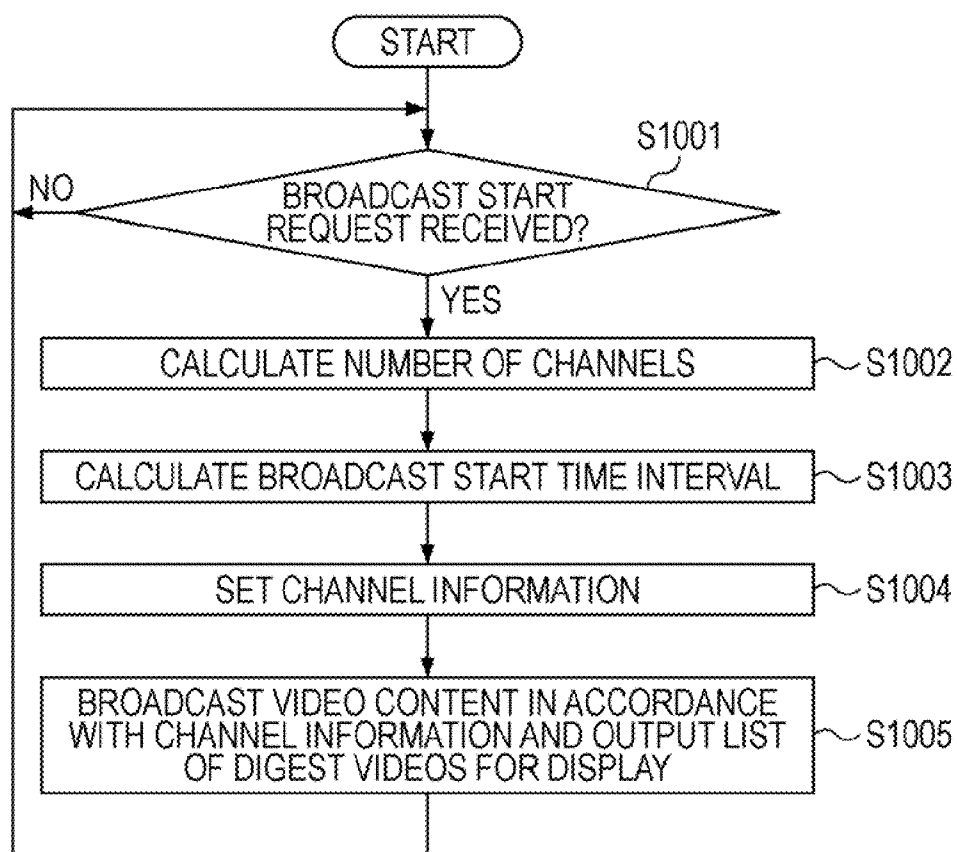 START
S1001
NO
BROADCAST START
REQUEST RECEIVED?
YES
CALCULATE NUMBER OF CHANNELS
S1002
CALCULATE BROADCAST START TIME INTERVAL
S1003
SET CHANNEL INFORMATION
S1004
BROADCAST VIDEO CONTENT IN ACCORDANCE
WITH CHANNEL INFORMATION AND OUTPUT LIST
OF DIGEST VIDEOS FOR DISPLAY
S1005